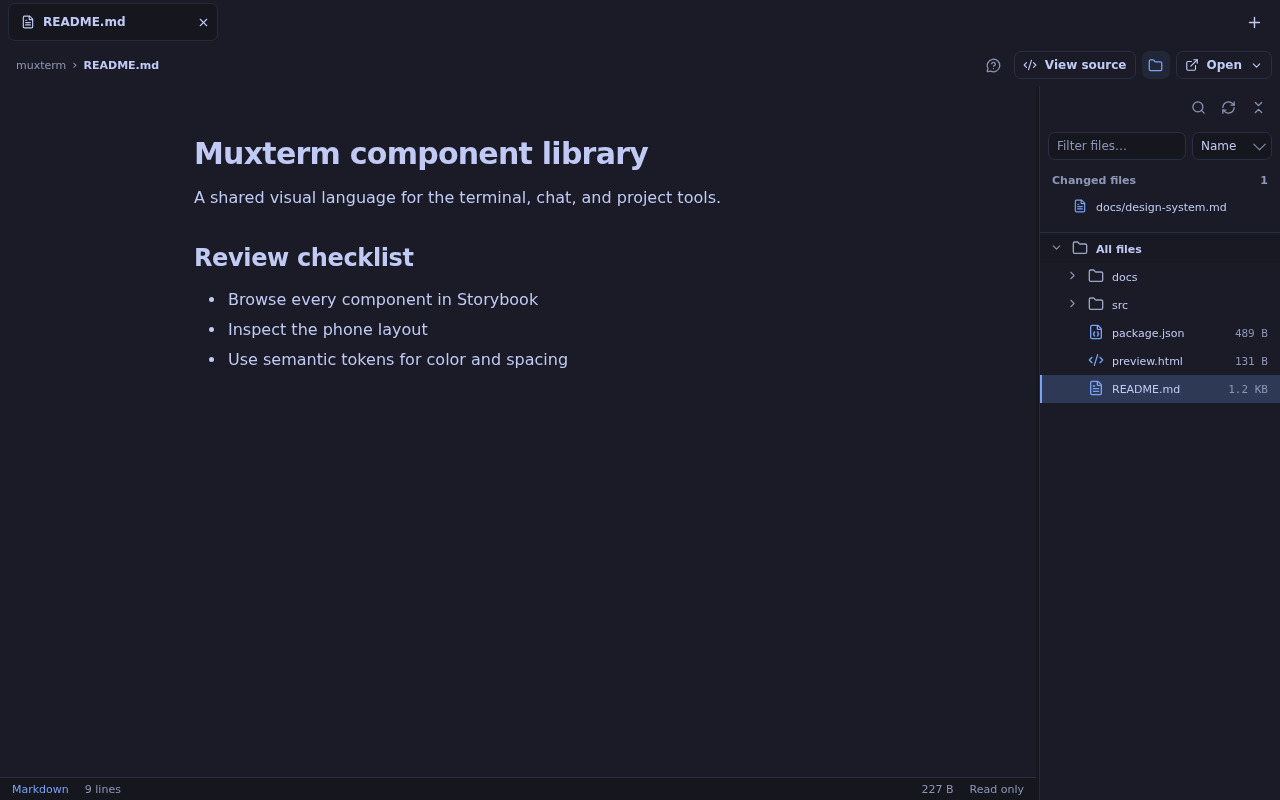 README.md
muxterm › README.md
View source
Open
Muxterm component library
A shared visual language for the terminal, chat, and project tools.
Review checklist
• Browse every component in Storybook
• Inspect the phone layout
• Use semantic tokens for color and spacing
Filter files...
Name
Changed files 1
docs/design-system.md
All files
docs
src
package.json 489 B
preview.html 131 B
README.md 1.2 KB
Markdown 9 lines 227 B Read only